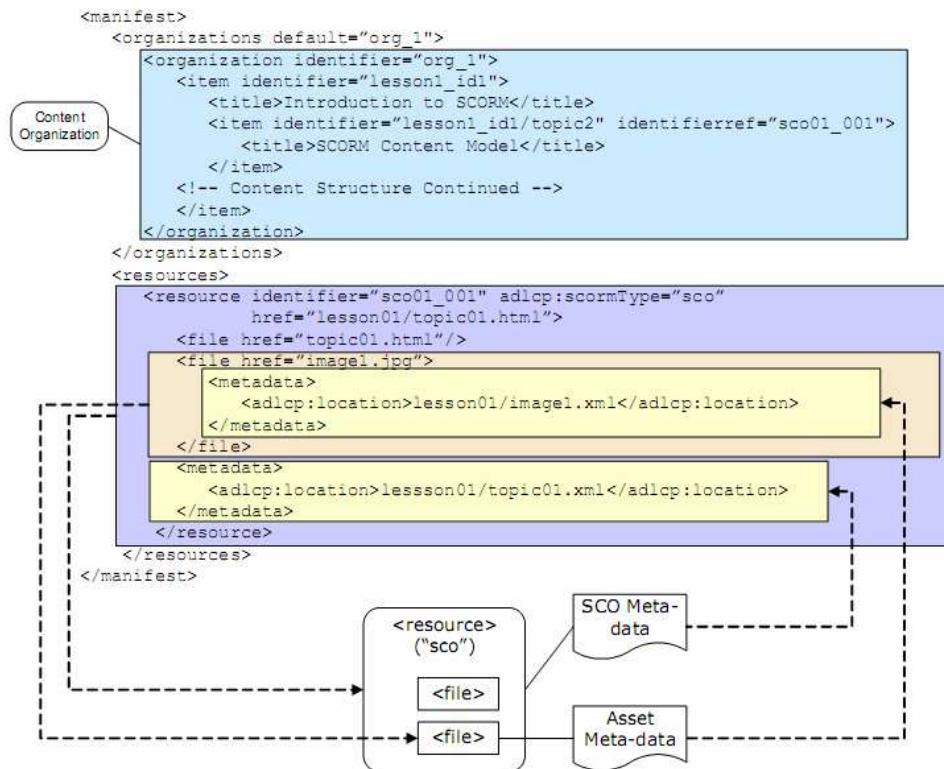 <manifest>
<organizations default="org_1">
<organization identifier="org_1">
<item identifier="lesson1_id1">
<title>Introduction to SCORM</title>
<item identifier="lesson1_id1/topic2" identifierref="sco01_001">
<title>SCORM Content Model</title>
</item>
<!-- Content Structure Continued -->
</item>
</organization>
</organizations>
Content
Organization
<resources>
<resource identifier="sco01_001" adlcp:scormType="sco"
href="lesson01/topic01.html">
<file href="topic01.html"/>
<file href="image1.jpg">
<metadata>
<adlcp:location>lesson01/image1.xml</adlcp:location>
</metadata>
</file>
<metadata>
<adlcp:location>lessson01/topic01.xml</adlcp:location>
</metadata>
</resource>
</resources>
</manifest>
<resource>
("sco")
<file>
<file>
SCO Meta-
data
Asset
Meta-data